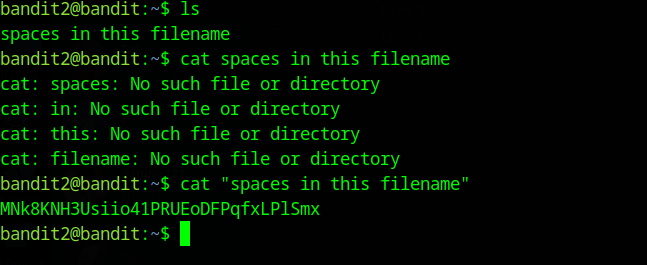 bandit2@bandit:~$ ls
spaces in this filename
bandit2@bandit:~$ cat spaces in this filename
cat: spaces: No such file or directory
cat: in: No such file or directory
cat: this: No such file or directory
cat: filename: No such file or directory
bandit2@bandit:~$ cat "spaces in this filename"
MNk8KNH3Usiio41PRUEoDFPqfxLPlSmx
bandit2@bandit:~$